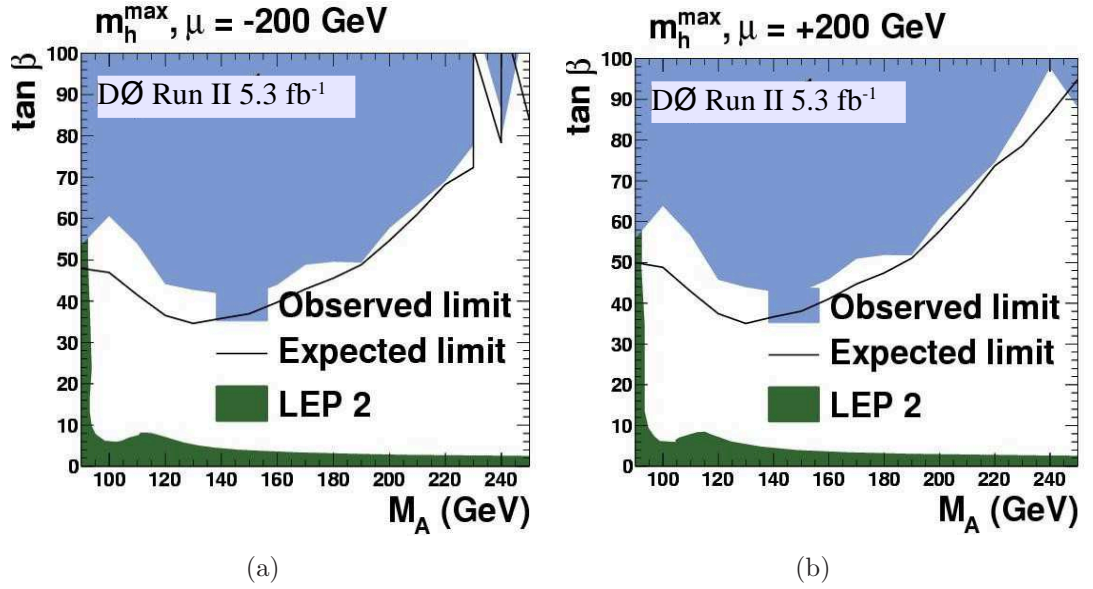 m_h^max, μ = -200 GeV
tan β
100
90
80
70
60
50
40
30
20
10
0
DØ Run II 5.3 fb⁻¹
Observed limit
Expected limit
LEP 2
100 120 140 160 180 200 220 240
M_A (GeV)
(a)
m_h^max, μ = +200 GeV
tan β
100
90
80
70
60
50
40
30
20
10
0
DØ Run II 5.3 fb⁻¹
Observed limit
Expected limit
LEP 2
100 120 140 160 180 200 220 240
M_A (GeV)
(b)